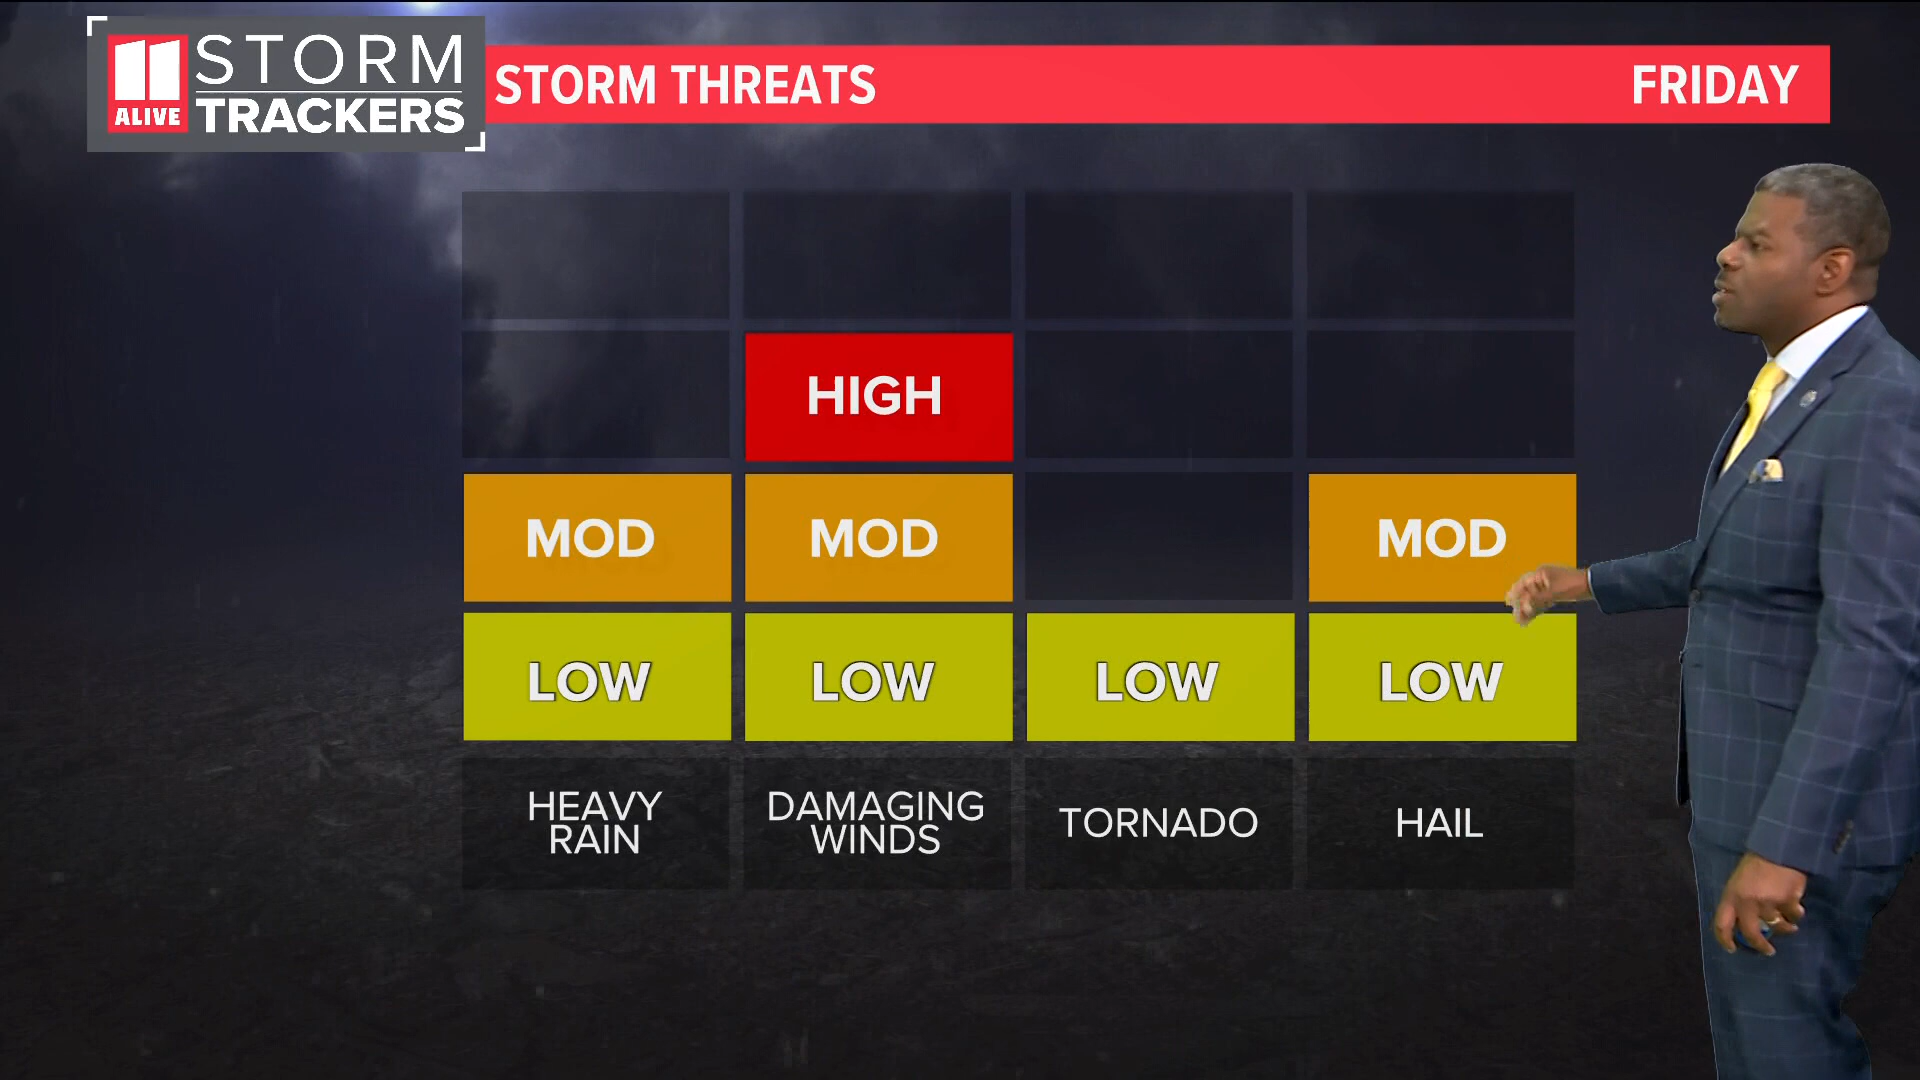 11
ALIVE
STORM
TRACKERS
STORM THREATS
FRIDAY
HIGH
MOD
MOD
MOD
LOW
LOW
LOW
LOW
HEAVY
RAIN
DAMAGING
WINDS
TORNADO
HAIL